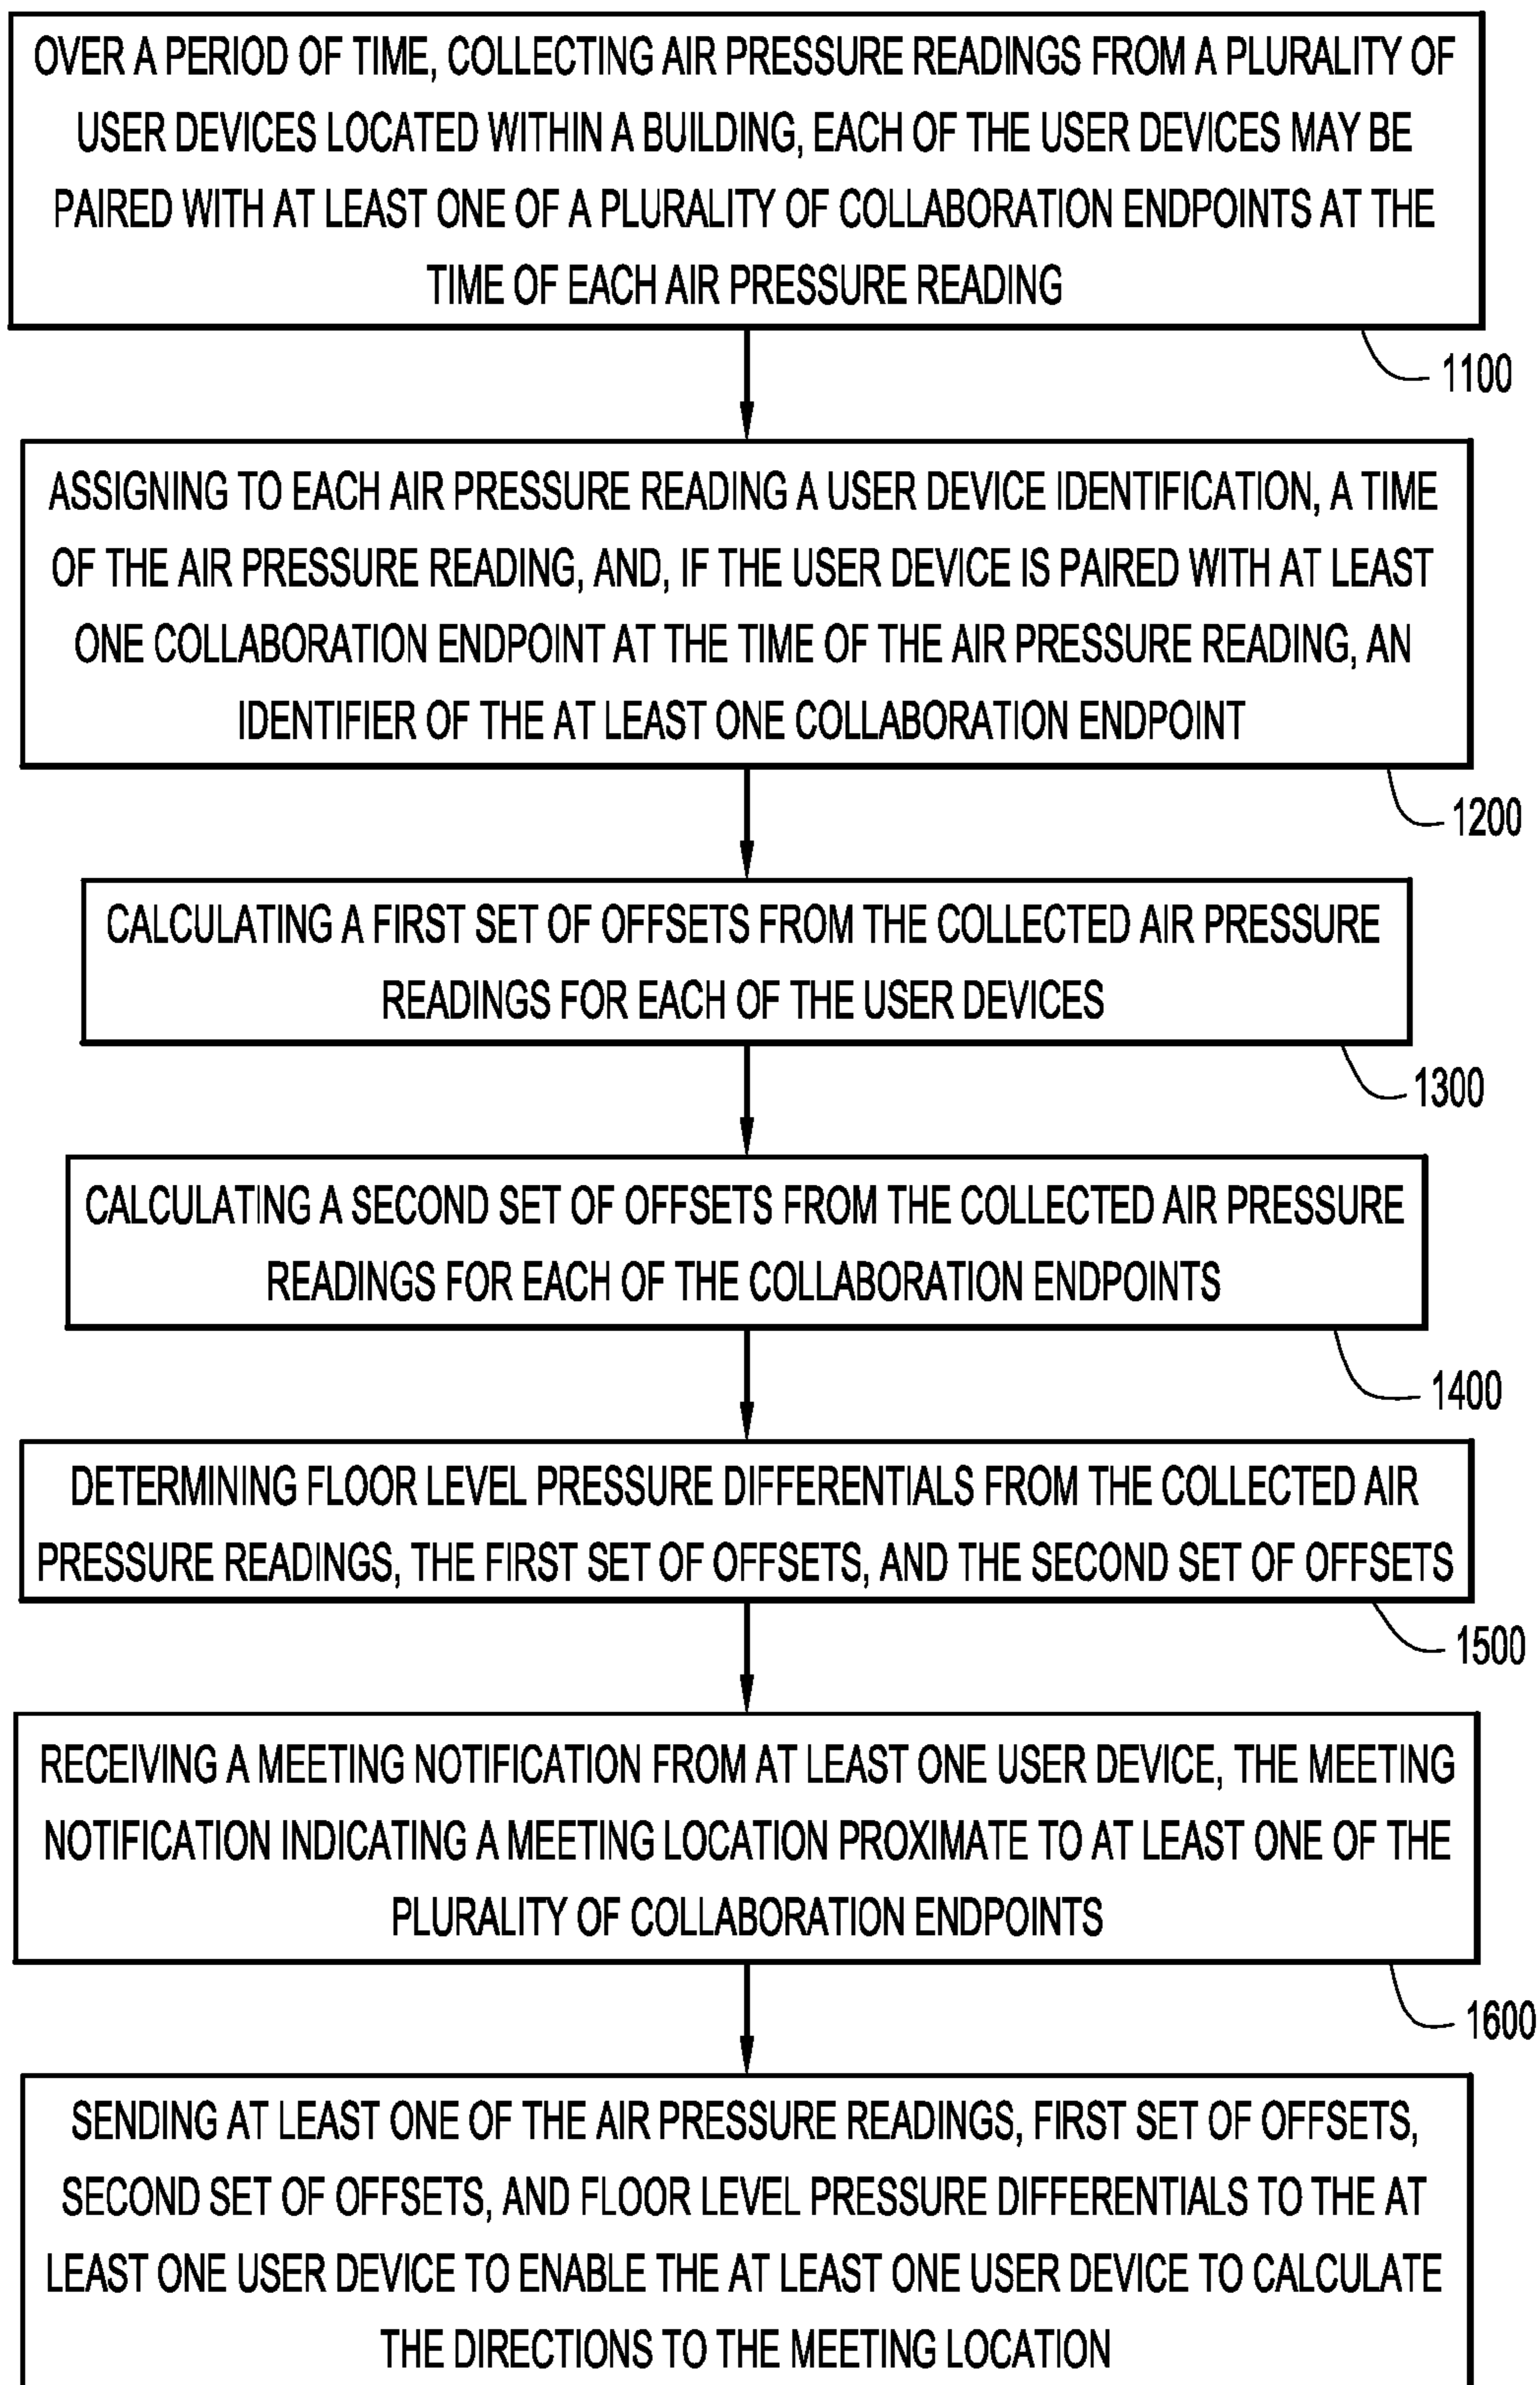 OVER A PERIOD OF TIME, COLLECTING AIR PRESSURE READINGS FROM A PLURALITY OF
USER DEVICES LOCATED WITHIN A BUILDING, EACH OF THE USER DEVICES MAY BE
PAIRED WITH AT LEAST ONE OF A PLURALITY OF COLLABORATION ENDPOINTS AT THE
TIME OF EACH AIR PRESSURE READING
1100
ASSIGNING TO EACH AIR PRESSURE READING A USER DEVICE IDENTIFICATION, A TIME
OF THE AIR PRESSURE READING, AND, IF THE USER DEVICE IS PAIRED WITH AT LEAST
ONE COLLABORATION ENDPOINT AT THE TIME OF THE AIR PRESSURE READING, AN
IDENTIFIER OF THE AT LEAST ONE COLLABORATION ENDPOINT
1200
CALCULATING A FIRST SET OF OFFSETS FROM THE COLLECTED AIR PRESSURE
READINGS FOR EACH OF THE USER DEVICES
1300
CALCULATING A SECOND SET OF OFFSETS FROM THE COLLECTED AIR PRESSURE
READINGS FOR EACH OF THE COLLABORATION ENDPOINTS
1400
DETERMINING FLOOR LEVEL PRESSURE DIFFERENTIALS FROM THE COLLECTED AIR
PRESSURE READINGS, THE FIRST SET OF OFFSETS, AND THE SECOND SET OF OFFSETS
1500
RECEIVING A MEETING NOTIFICATION FROM AT LEAST ONE USER DEVICE, THE MEETING
NOTIFICATION INDICATING A MEETING LOCATION PROXIMATE TO AT LEAST ONE OF THE
PLURALITY OF COLLABORATION ENDPOINTS
1600
SENDING AT LEAST ONE OF THE AIR PRESSURE READINGS, FIRST SET OF OFFSETS,
SECOND SET OF OFFSETS, AND FLOOR LEVEL PRESSURE DIFFERENTIALS TO THE AT
LEAST ONE USER DEVICE TO ENABLE THE AT LEAST ONE USER DEVICE TO CALCULATE
THE DIRECTIONS TO THE MEETING LOCATION